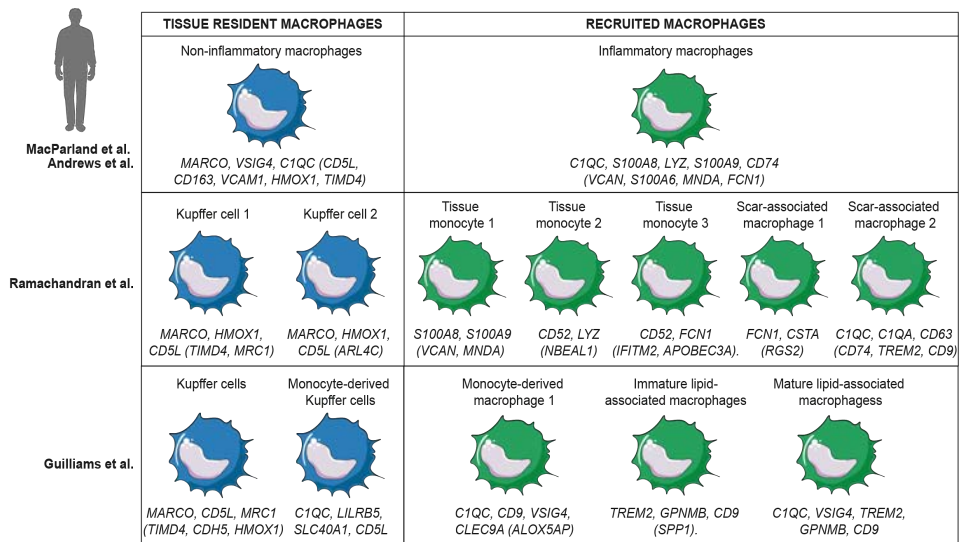 TISSUE RESIDENT MACROPHAGES
RECRUITED MACROPHAGES
MacParland et al.
Andrews et al.
Non-inflammatory macrophages
MARCO, VSIG4, C1QC (CD5L,
CD163, VCAM1, HMOX1, TIMD4)
Inflammatory macrophages
C1QC, S100A8, LYZ, S100A9, CD74
(VCAN, S100A6, MNDA, FCN1)
Ramachandran et al.
Kupffer cell 1
MARCO, HMOX1,
CD5L (TIMD4, MRC1)
Kupffer cell 2
MARCO, HMOX1,
CD5L (ARL4C)
Tissue
monocyte 1
S100A8, S100A9
(VCAN, MNDA)
Tissue
monocyte 2
CD52, LYZ
(NBEAL1)
Tissue
monocyte 3
CD52, FCN1
(IFITM2, APOBEC3A).
Scar-associated
macrophage 1
FCN1, CSTA
(RGS2)
Scar-associated
macrophage 2
C1QC, C1QA, CD63
(CD74, TREM2, CD9)
Guilliams et al.
Kupffer cells
MARCO, CD5L, MRC1
(TIMD4, CDH5, HMOX1)
Monocyte-derived
Kupffer cells
C1QC, LILRB5,
SLC40A1, CD5L
Monocyte-derived
macrophage 1
C1QC, CD9, VSIG4,
CLEC9A (ALOX5AP)
Immature lipid-
associated macrophages
TREM2, GPNMB, CD9
(SPP1).
Mature lipid-associated
macrophagess
C1QC, VSIG4, TREM2,
GPNMB, CD9